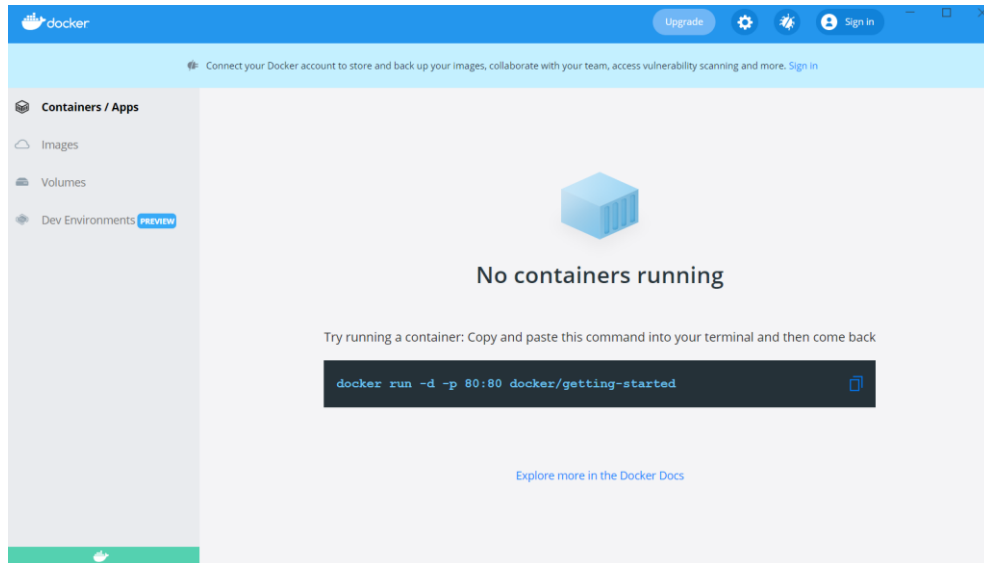 docker
Upgrade
Sign in
Connect your Docker account to store and back up your images, collaborate with your team, access vulnerability scanning and more. Sign in
Containers / Apps
Images
Volumes
Dev Environments PREVIEW
No containers running
Try running a container: Copy and paste this command into your terminal and then come back
docker run -d -p 80:80 docker/getting-started
Explore more in the Docker Docs